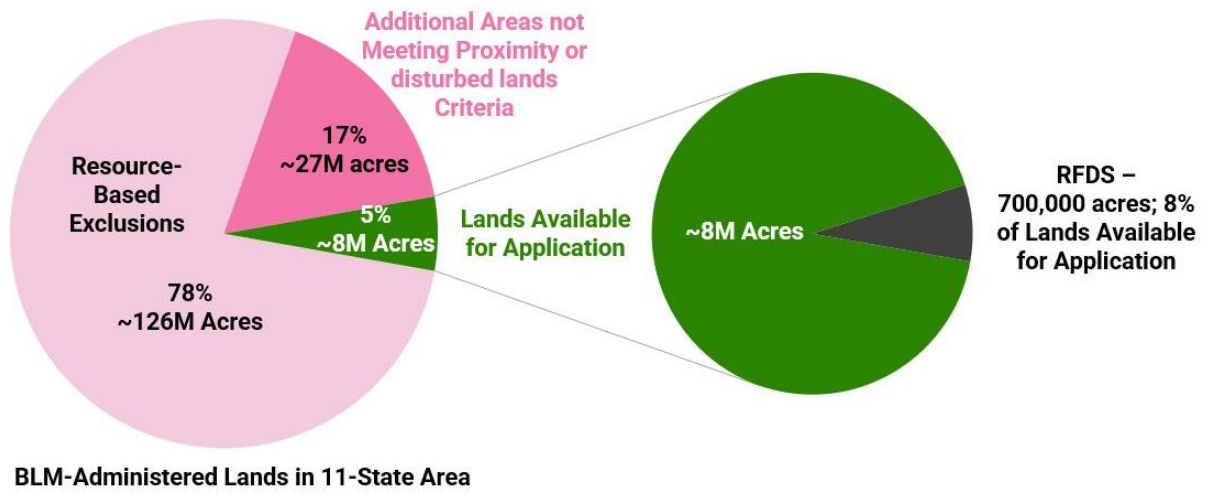 Additional Areas not
Meeting Proximity or
disturbed lands
Criteria
17%
~27M acres
Resource-
Based
Exclusions
5%
~8M Acres
78%
~126M Acres
Lands Available
for Application
~8M Acres
RFDS –
700,000 acres; 8%
of Lands Available
for Application
BLM-Administered Lands in 11-State Area